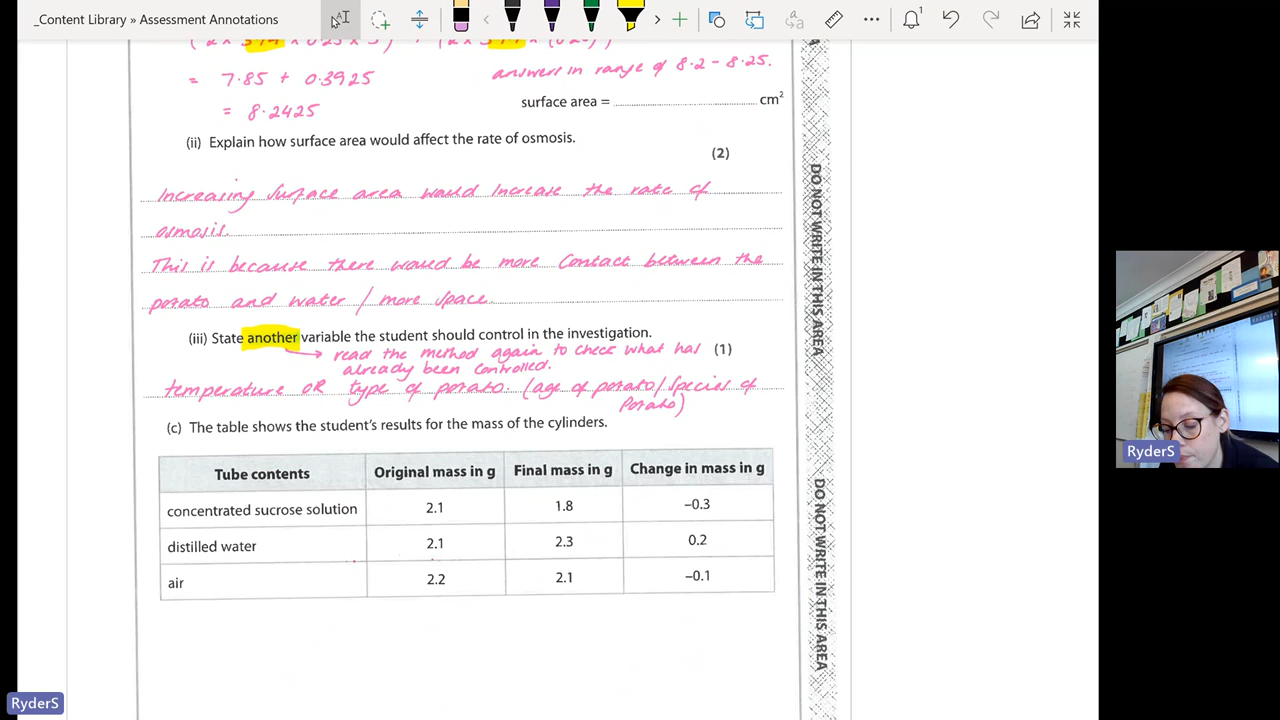 _Content Library » Assessment Annotations
= 7.85 + 0.3925
answers in range of 8.2 - 8.25.
= 8.2425
surface area = cm²
(ii) Explain how surface area would affect the rate of osmosis.
(2)
Increasing surface area would increase the rate of
osmosis.
This is because there would be more contact between the
potato and water / more space.
(iii) State another variable the student should control in the investigation.
→ read the method again to check what has (1)
already been controlled.
temperature OR type of potato. (age of potato/species of
potato)
(c) The table shows the student's results for the mass of the cylinders.
Tube contents Original mass in g Final mass in g Change in mass in g
concentrated sucrose solution 2.1 1.8 –0.3
distilled water 2.1 2.3 0.2
air 2.2 2.1 –0.1
DO NOT WRITE IN THIS AREA
DO NOT WRITE IN THIS AREA
RyderS
RyderS